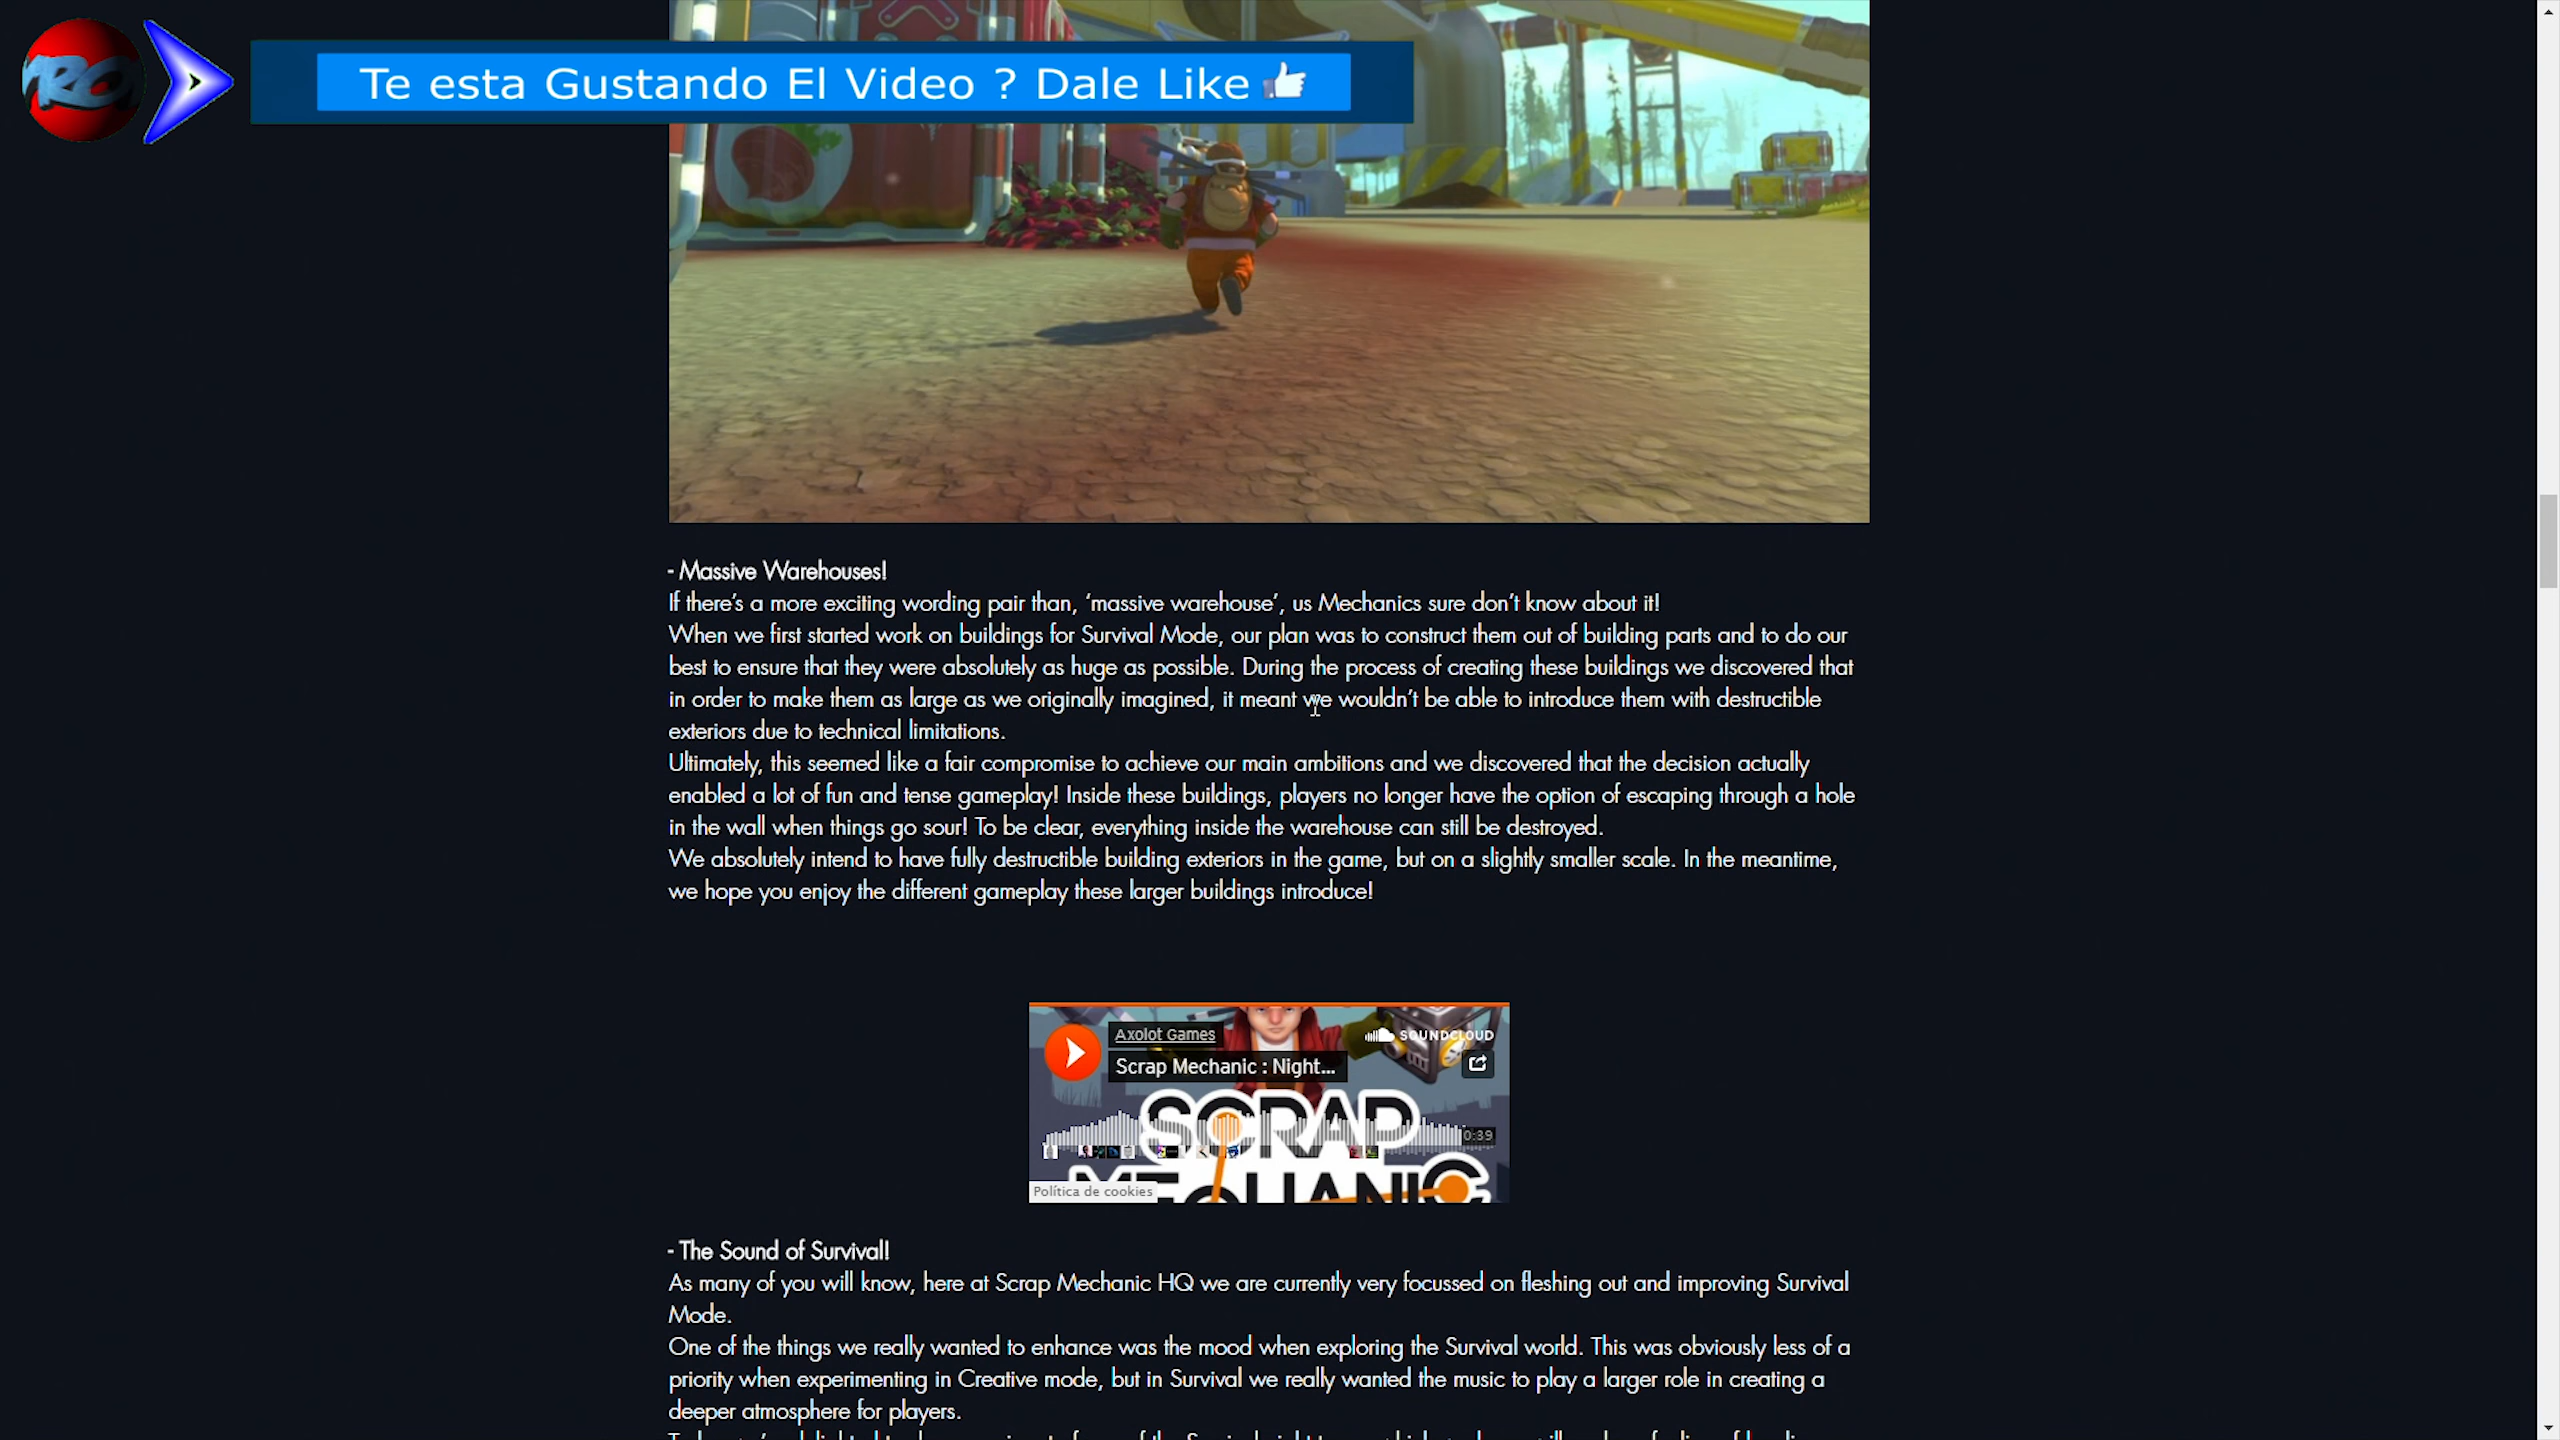 Te esta Gustando El Video ? Dale Like
- Massive Warehouses!
If there's a more exciting wording pair than, ‘massive warehouse’, us Mechanics sure don't know about it!
When we first started work on buildings for Survival Mode, our plan was to construct them out of building parts and to do our
best to ensure that they were absolutely as huge as possible. During the process of creating these buildings we discovered that
in order to make them as large as we originally imagined, it meant we wouldn't be able to introduce them with destructible
exteriors due to technical limitations.
Ultimately, this seemed like a fair compromise to achieve our main ambitions and we discovered that the decision actually
enabled a lot of fun and tense gameplay! Inside these buildings, players no longer have the option of escaping through a hole
in the wall when things go sour! To be clear, everything inside the warehouse can still be destroyed.
We absolutely intend to have fully destructible building exteriors in the game, but on a slightly smaller scale. In the meantime,
we hope you enjoy the different gameplay these larger buildings introduce!
Axolot Games
SOUNDCLOUD
Scrap Mechanic : Night...
SCRAP
MECHANIC
0:39
Política de cookies
- The Sound of Survival!
As many of you will know, here at Scrap Mechanic HQ we are currently very focussed on fleshing out and improving Survival
Mode.
One of the things we really wanted to enhance was the mood when exploring the Survival world. This was obviously less of a
priority when experimenting in Creative mode, but in Survival we really wanted the music to play a larger role in creating a
deeper atmosphere for players.